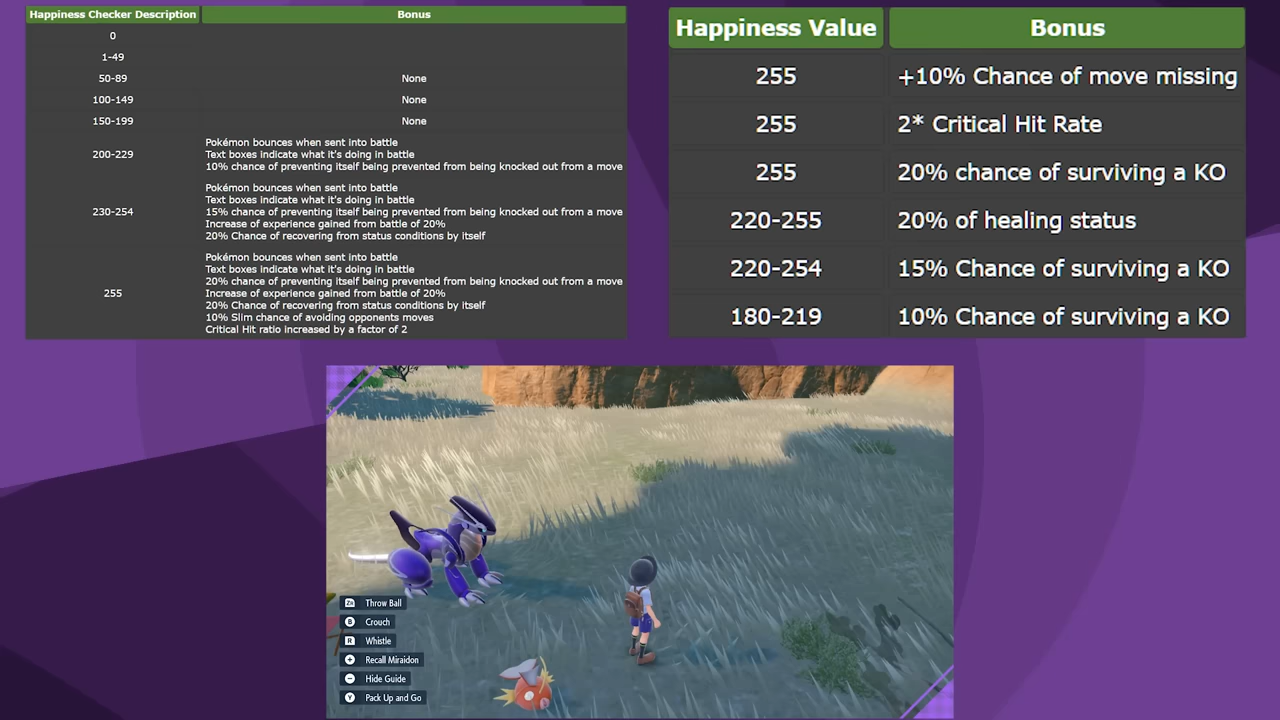 Happiness Checker Description Bonus
0
1-49
50-89 None
100-149 None
150-199 None
200-229
Pokémon bounces when sent into battle
Text boxes indicate what it's doing in battle
10% chance of preventing itself being prevented from being knocked out from a move
230-254
Pokémon bounces when sent into battle
Text boxes indicate what it's doing in battle
15% chance of preventing itself being prevented from being knocked out from a move
Increase of experience gained from battle of 20%
20% Chance of recovering from status conditions by itself
255
Pokémon bounces when sent into battle
Text boxes indicate what it's doing in battle
20% chance of preventing itself being prevented from being knocked out from a move
Increase of experience gained from battle of 20%
20% Chance of recovering from status conditions by itself
10% Slim chance of avoiding opponents moves
Critical Hit ratio increased by a factor of 2
Happiness Value Bonus
255 +10% Chance of move missing
255 2* Critical Hit Rate
255 20% chance of surviving a KO
220-255 20% of healing status
220-254 15% Chance of surviving a KO
180-219 10% Chance of surviving a KO
ZR Throw Ball
B Crouch
R Whistle
+ Recall Miraidon
- Hide Guide
Y Pack Up and Go